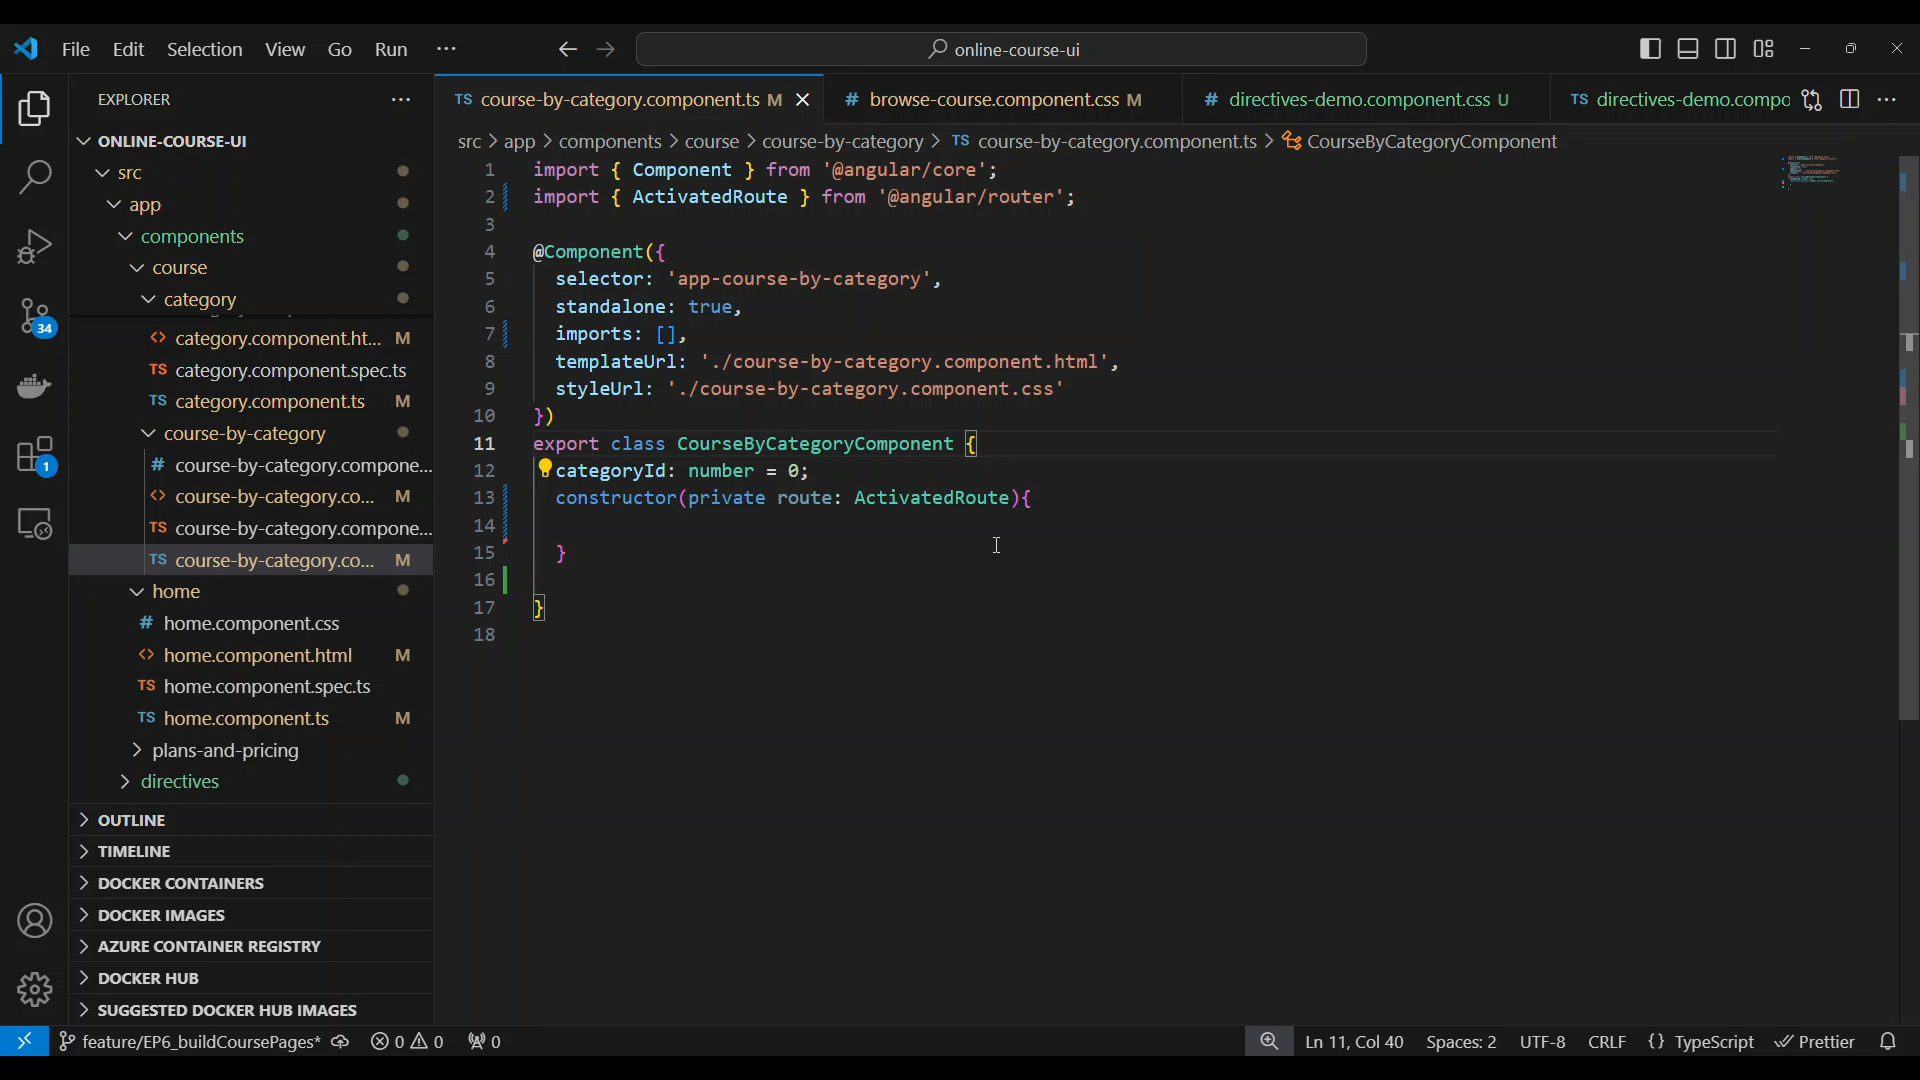 File Edit Selection View Go Run ···
online-course-ui
EXPLORER
ONLINE-COURSE-UI
src
app
components
course
category
<> category.component.ht... M
TS category.component.spec.ts
TS category.component.ts M
course-by-category
# course-by-category.compone...
<> course-by-category.co... M
TS course-by-category.compone...
TS course-by-category.co... M
home
# home.component.css
<> home.component.html M
TS home.component.spec.ts
TS home.component.ts M
plans-and-pricing
directives
OUTLINE
TIMELINE
DOCKER CONTAINERS
DOCKER IMAGES
AZURE CONTAINER REGISTRY
DOCKER HUB
SUGGESTED DOCKER HUB IMAGES
34
1
TS course-by-category.component.ts M
# browse-course.component.css M
# directives-demo.component.css U
TS directives-demo.compo
src > app > components > course > course-by-category > TS course-by-category.component.ts > CourseByCategoryComponent
1 import { Component } from '@angular/core';
2 import { ActivatedRoute } from '@angular/router';
3
4 @Component({
5 selector: 'app-course-by-category',
6 standalone: true,
7 imports: [],
8 templateUrl: './course-by-category.component.html',
9 styleUrl: './course-by-category.component.css'
10 })
11 export class CourseByCategoryComponent {
12 categoryId: number = 0;
13 constructor(private route: ActivatedRoute){
14
15 }
16
17 }
18
feature/EP6_buildCoursePages* 0 0 0
Ln 11, Col 40 Spaces: 2 UTF-8 CRLF {} TypeScript Prettier